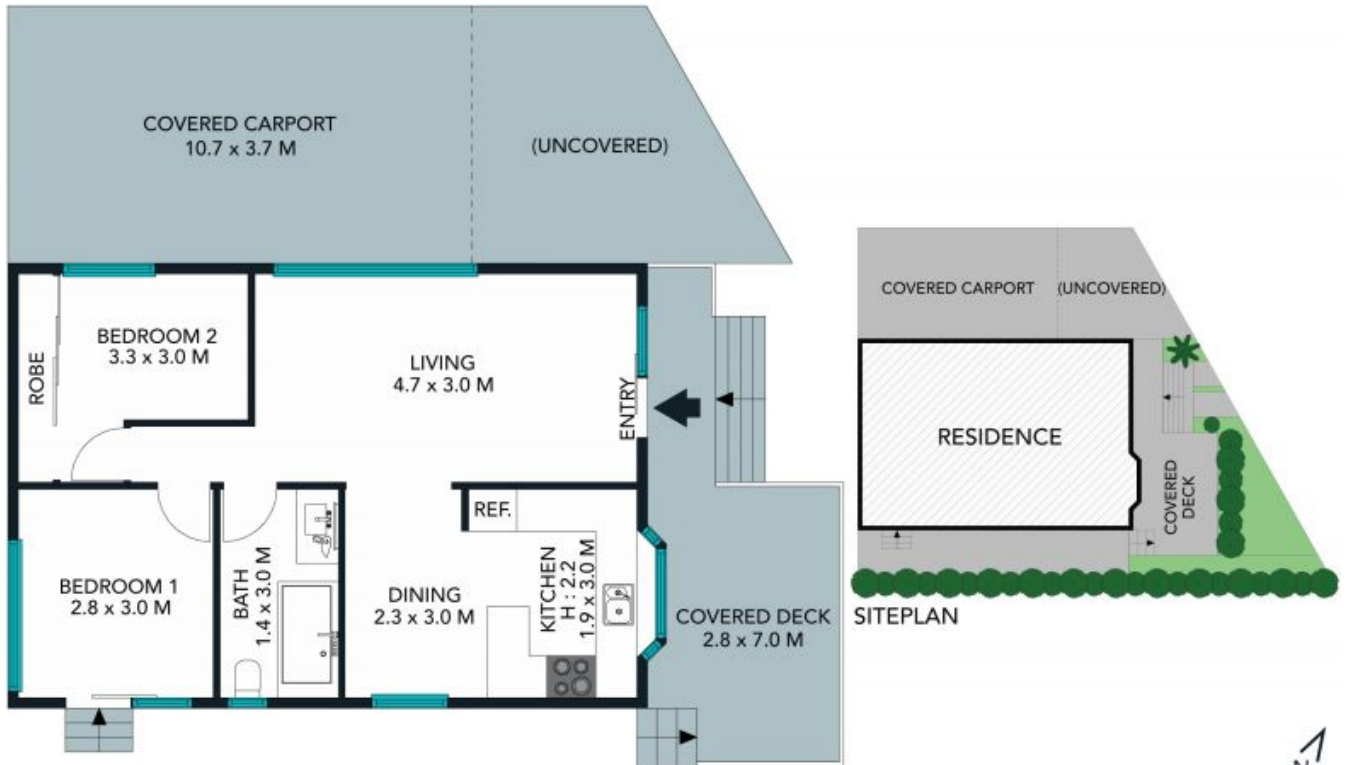 COVERED CARPORT
10.7 x 3.7 M
(UNCOVERED)
BEDROOM 2
3.3 x 3.0 M
ROBE
LIVING
4.7 x 3.0 M
ENTRY
REF.
BEDROOM 1
2.8 x 3.0 M
BATH
1.4 x 3.0 M
DINING
2.3 x 3.0 M
KITCHEN
H : 2.2
1.9 x 3.0 M
COVERED DECK
2.8 x 7.0 M
COVERED CARPORT
(UNCOVERED)
RESIDENCE
COVERED
DECK
SITEPLAN
N